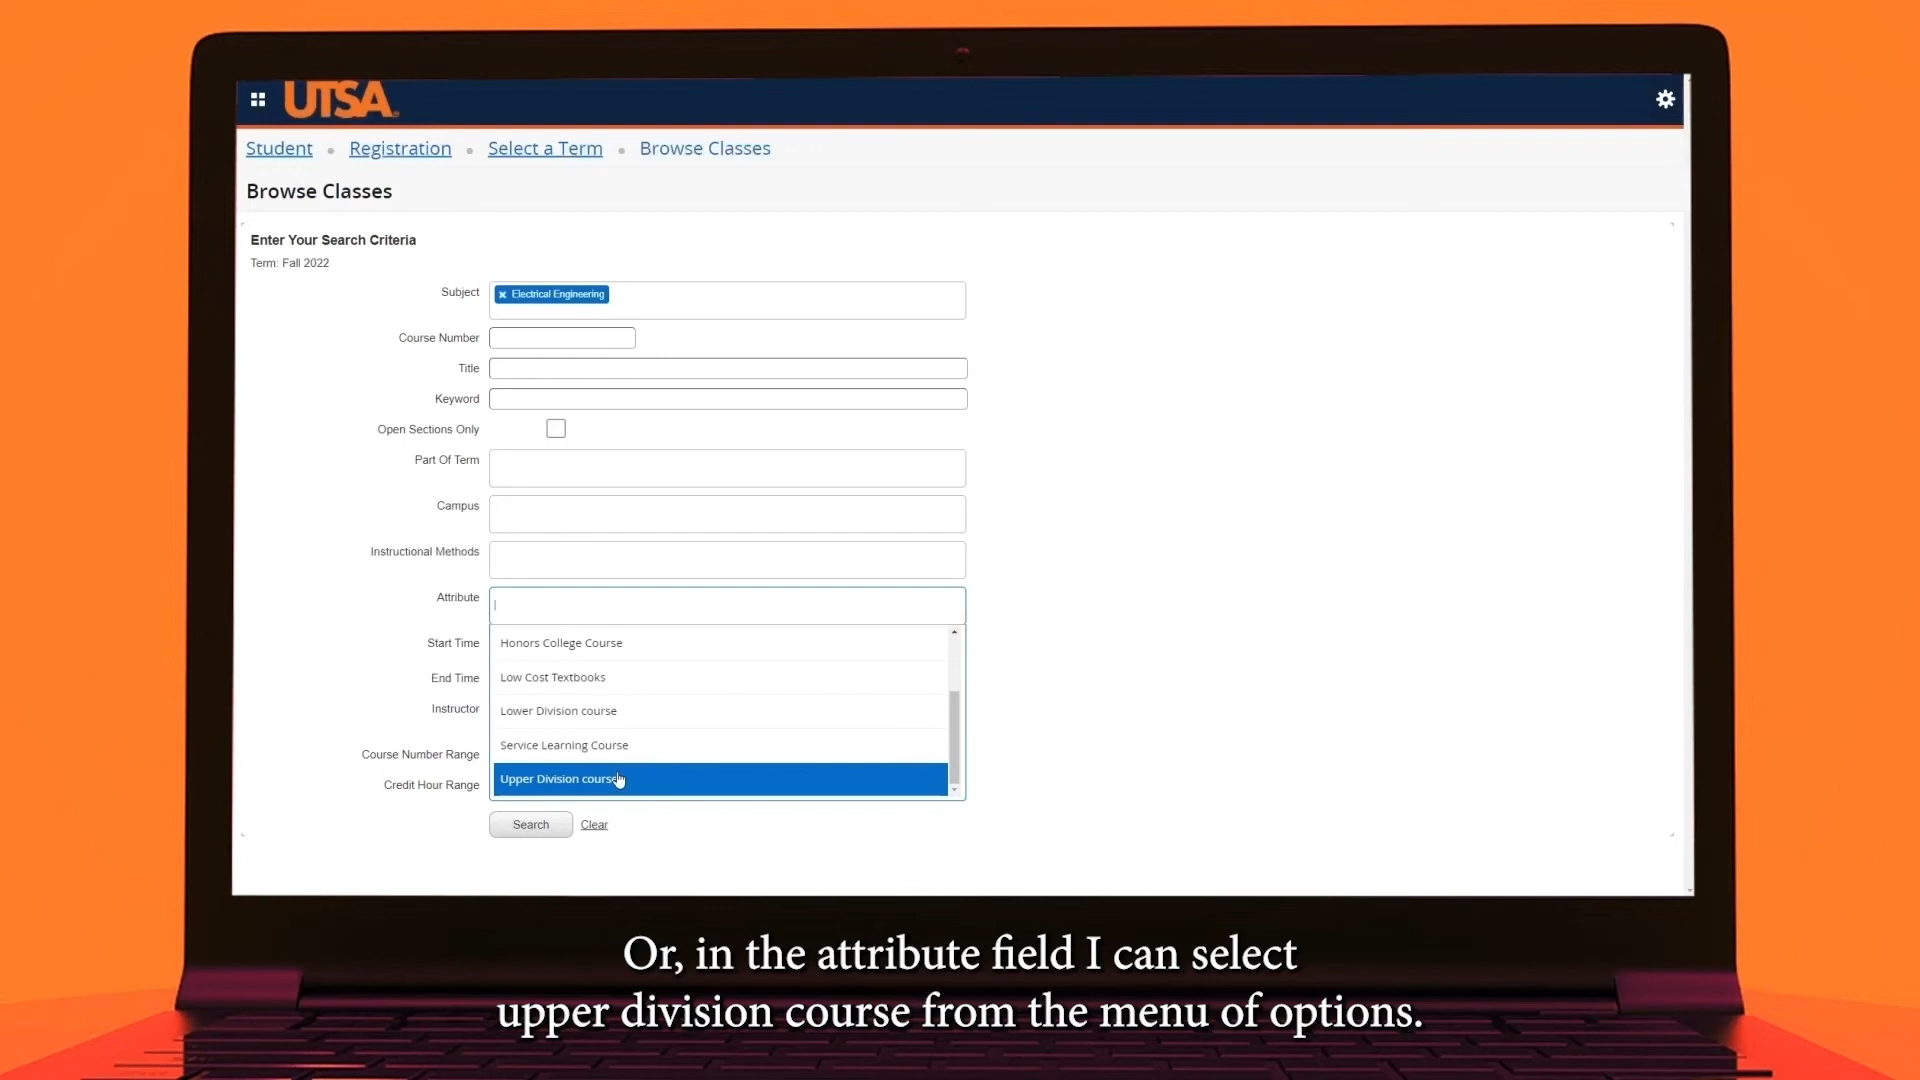 UTSA
Student • Registration • Select a Term • Browse Classes
Browse Classes
Enter Your Search Criteria
Term: Fall 2022
Subject
× Electrical Engineering
Course Number
Title
Keyword
Open Sections Only
Part Of Term
Campus
Instructional Methods
Attribute
Start Time
Honors College Course
End Time
Low Cost Textbooks
Instructor
Lower Division course
Course Number Range
Service Learning Course
Credit Hour Range
Upper Division course
Search Clear
Or, in the attribute field I can select
upper division course from the menu of options.